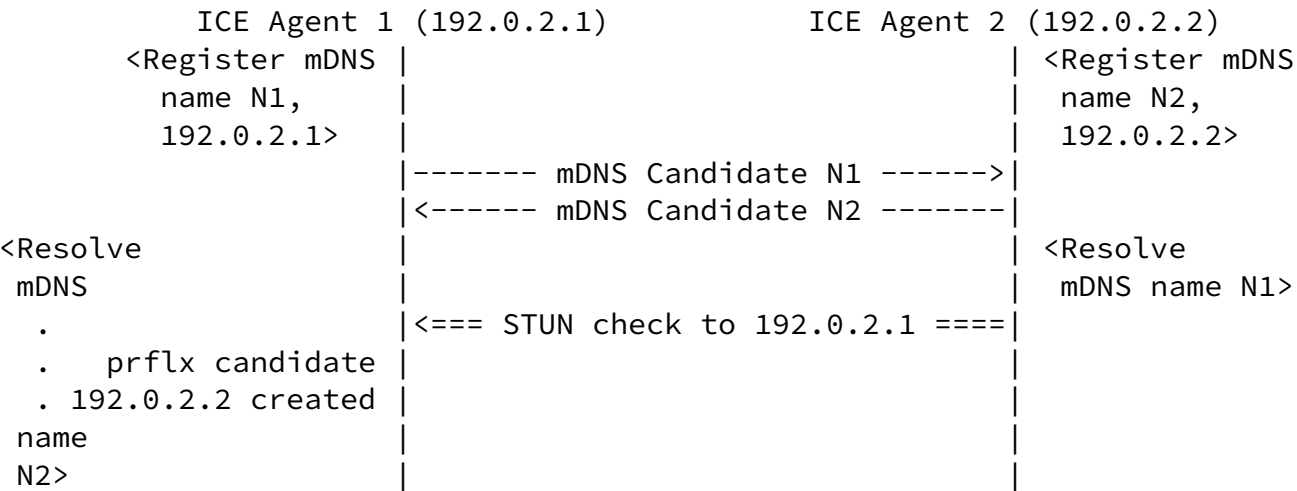 ICE Agent 1 (192.0.2.1)          ICE Agent 2 (192.0.2.2)
      <Register mDNS |                               | <Register mDNS
        name N1,     |                               |  name N2,
        192.0.2.1>   |                               |  192.0.2.2>
                     |------- mDNS Candidate N1 ------>|
                     |<------ mDNS Candidate N2 -------|
<Resolve             |                               | <Resolve
 mDNS                |                               |  mDNS name N1>
  .                  |<=== STUN check to 192.0.2.1 ====|
  .   prflx candidate |                               |
  . 192.0.2.2 created |                               |
 name                |                               |
 N2>                 |                               |